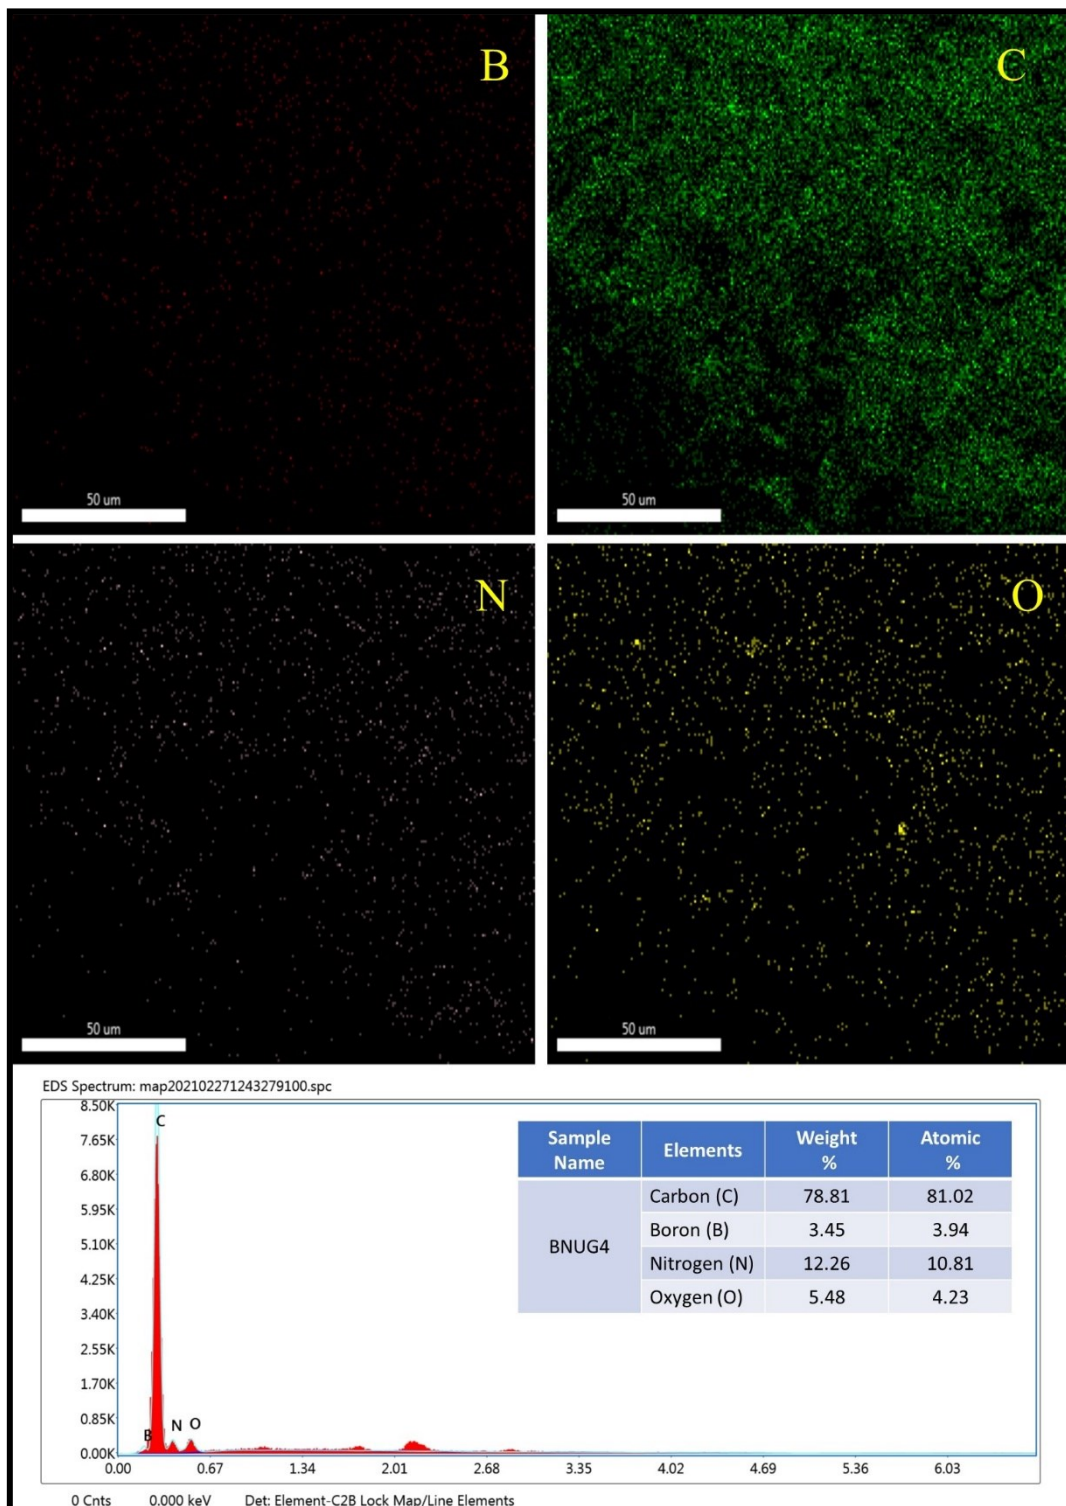 B
C
50 um
50 um
N
O
50 um
50 um
EDS Spectrum: map202102271243279100.spc
8.50K
7.65K
6.80K
5.95K
5.10K
4.25K
3.40K
2.55K
1.70K
0.85K
0.00K
C
B
N
O
0.00 0.67 1.34 2.01 2.68 3.35 4.02 4.69 5.36 6.03
Sample Name Elements Weight % Atomic %
BNUG4
Carbon (C) 78.81 81.02
Boron (B) 3.45 3.94
Nitrogen (N) 12.26 10.81
Oxygen (O) 5.48 4.23
0 Cnts 0.000 keV Det: Element-C2B Lock Map/Line Elements